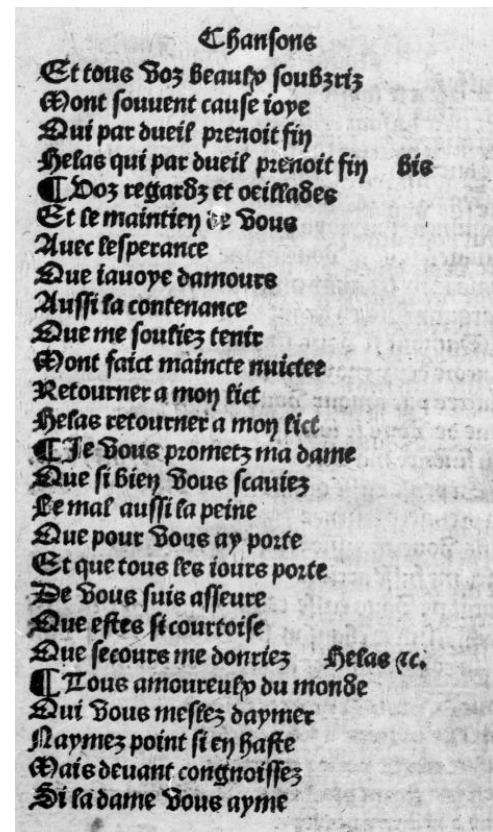 Chansons
Et tous voz beaulx soubzriz
Mont souvent cause ioye
Qui par dueil prenoit fin
Helas qui par dueil prenoit fin bis
¶ Voz regardz et oeillades
Et le maintien de vous
Avec lesperance
Que iavoye damours
Aussi la contenance
Que me souliez tenir
Mont faict maincte nuictee
Retourner a mon lict
Helas retourner a mon lict
¶ Je vous prometz ma dame
Que si bien vous scaviez
Le mal aussi la peine
Que pour vous ay porte
Et que tous les iours porte
De vous suis asseure
Que estes si courtoise
Que secours me donriez Helas ⁊c.
¶ Tous amoureulx du monde
Qui vous meslez daymer
Naymez point si en haste
Mais devant congnoissez
Si la dame vous ayme